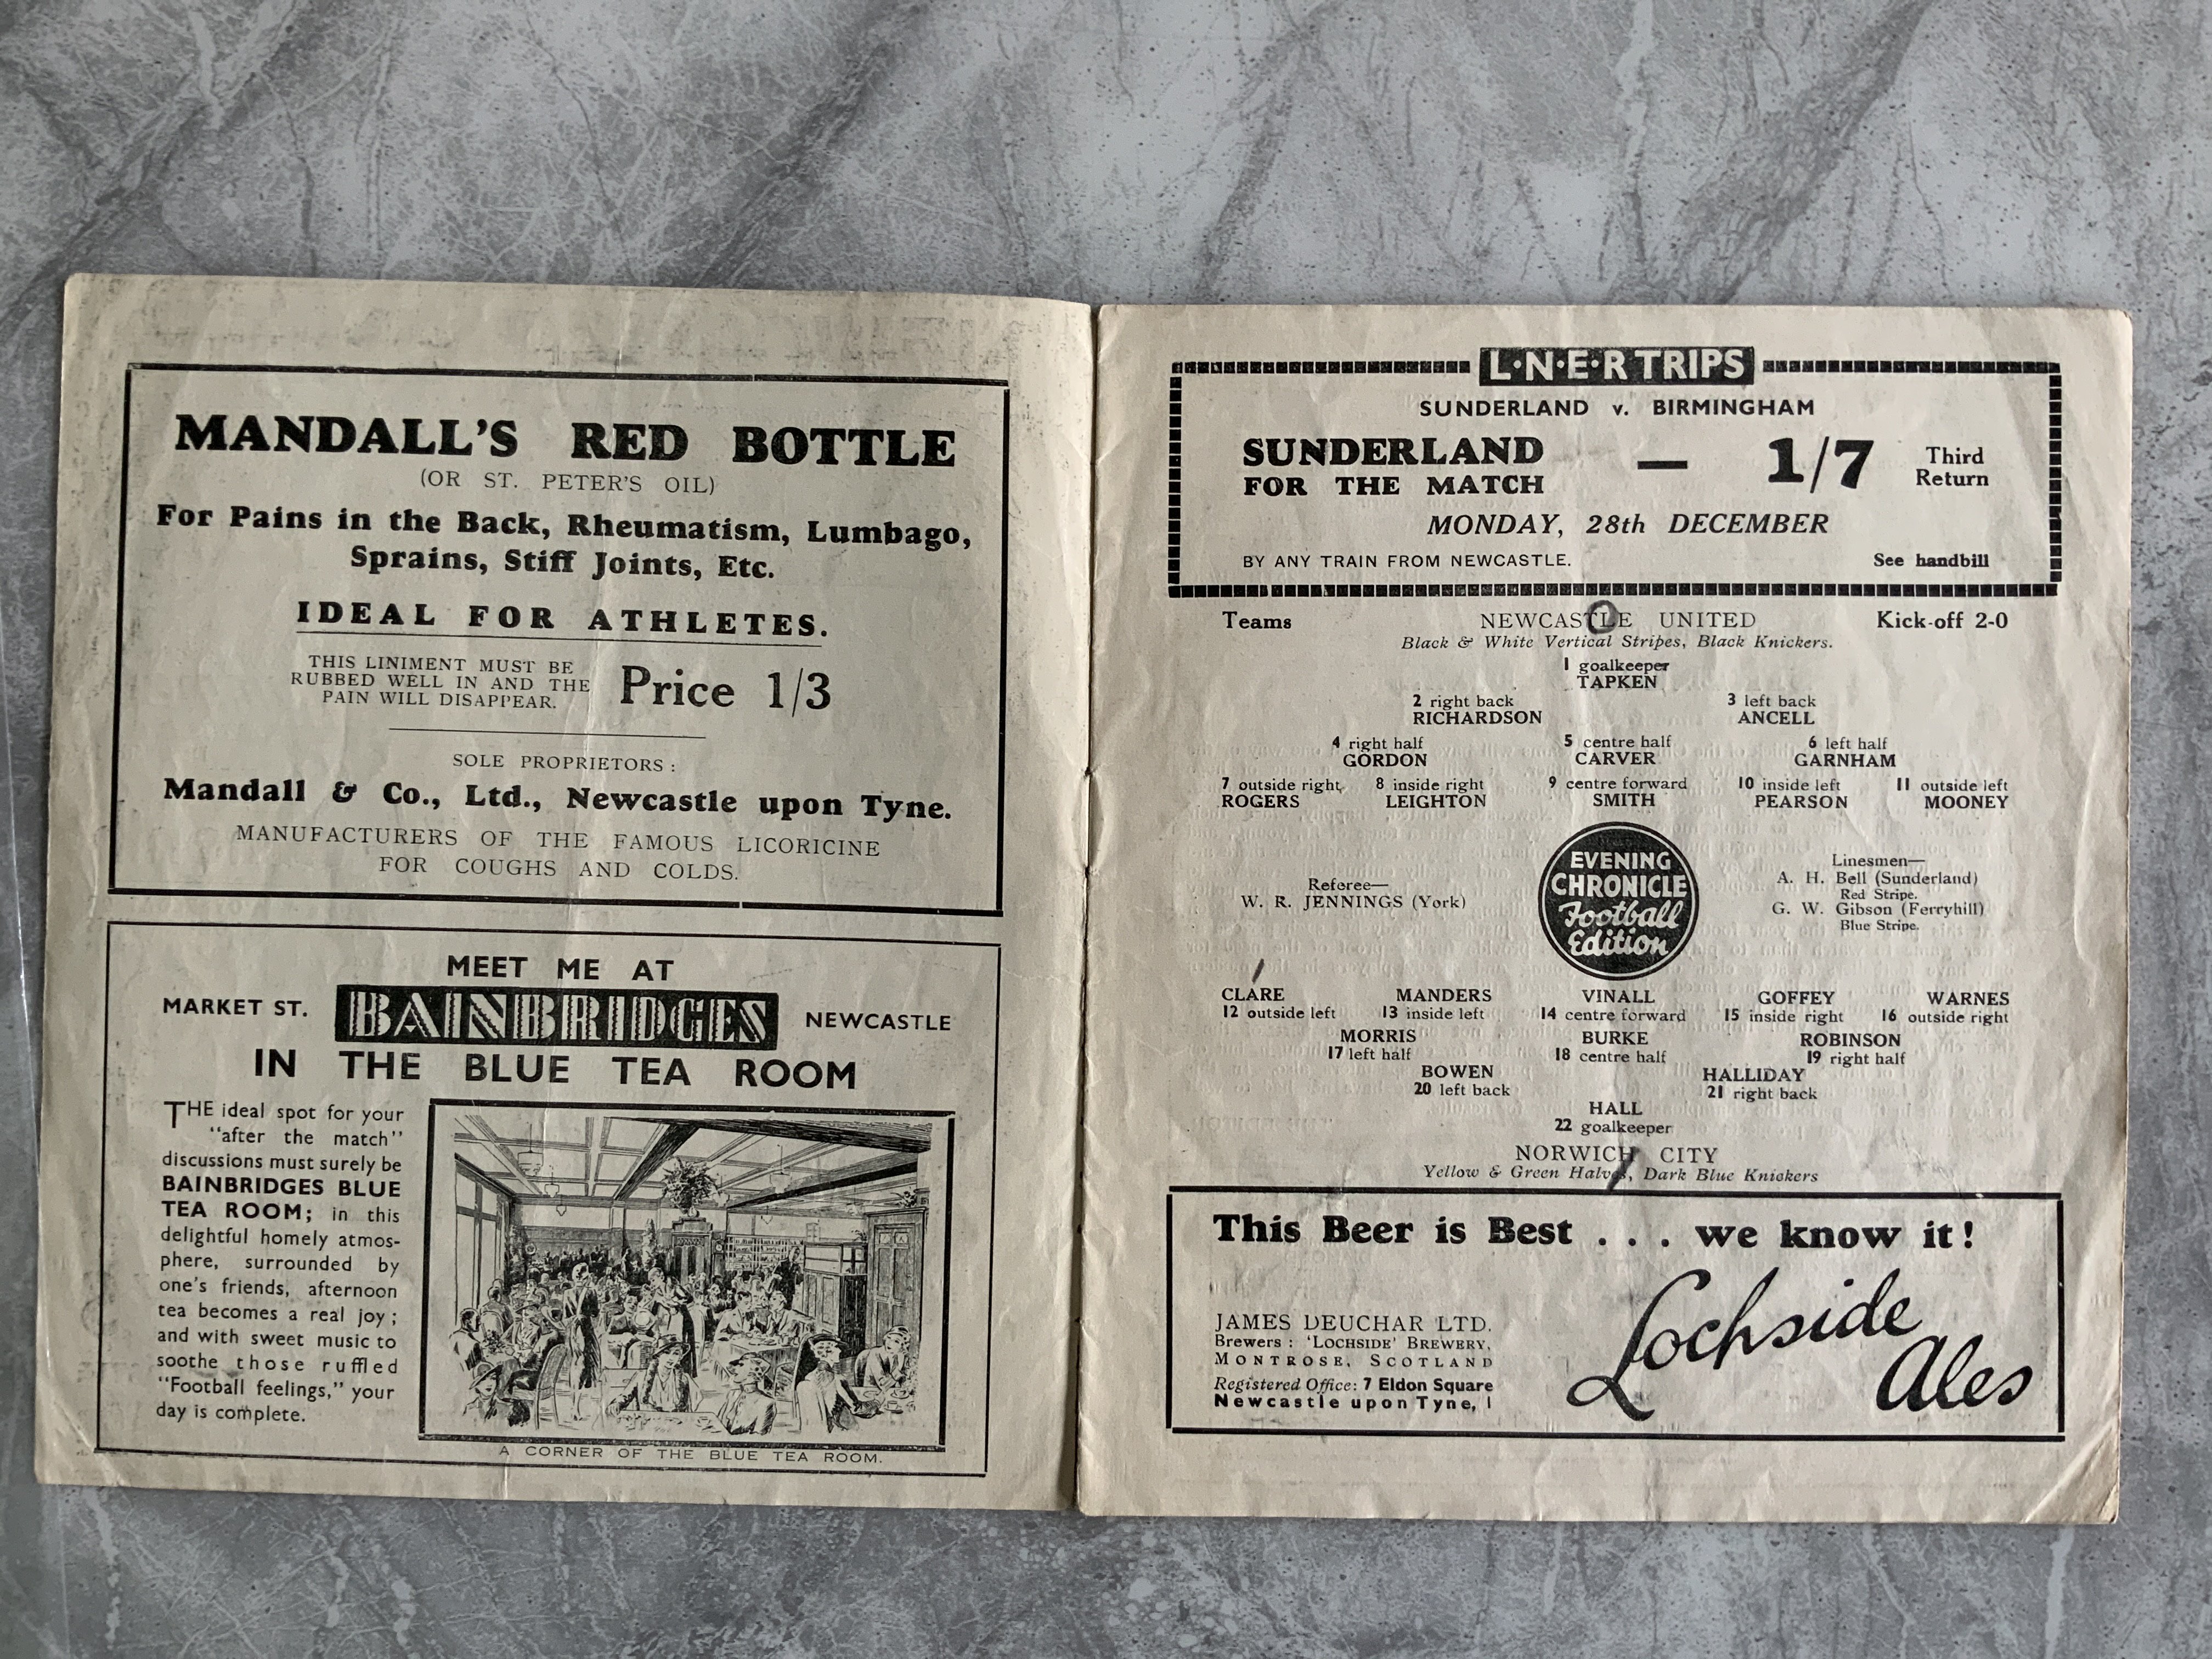 MANDALL'S RED BOTTLE
(OR ST. PETER'S OIL)
For Pains in the Back, Rheumatism, Lumbago,
Sprains, Stiff Joints, Etc.
IDEAL FOR ATHLETES.
THIS LINIMENT MUST BE
RUBBED WELL IN AND THE
PAIN WILL DISAPPEAR.
Price 1/3
SOLE PROPRIETORS:
Mandall & Co., Ltd., Newcastle upon Tyne.
MANUFACTURERS OF THE FAMOUS LICORICINE
FOR COUGHS AND COLDS.
MEET ME AT
MARKET ST. BAINBRIDGES NEWCASTLE
IN THE BLUE TEA ROOM
THE ideal spot for your
"after the match"
discussions must surely be
BAINBRIDGES BLUE
TEA ROOM; in this
delightful homely atmos-
phere, surrounded by
one's friends, afternoon
tea becomes a real joy;
and with sweet music to
soothe those ruffled
"Football feelings," your
day is complete.
A CORNER OF THE BLUE TEA ROOM.
L·N·E·R TRIPS
SUNDERLAND v. BIRMINGHAM
SUNDERLAND
FOR THE MATCH
— 1/7
Third
Return
MONDAY, 28th DECEMBER
BY ANY TRAIN FROM NEWCASTLE. See handbill
Teams NEWCASTLE UNITED Kick-off 2-0
Black & White Vertical Stripes, Black Knickers.
1 goalkeeper
TAPKEN
2 right back 3 left back
RICHARDSON ANCELL
4 right half 5 centre half 6 left half
GORDON CARVER GARNHAM
7 outside right 8 inside right 9 centre forward 10 inside left 11 outside left
ROGERS LEIGHTON SMITH PEARSON MOONEY
Referee—
W. R. JENNINGS (York)
EVENING
CHRONICLE
Football
Edition
Linesmen—
A. H. Bell (Sunderland)
Red Stripe.
G. W. Gibson (Ferryhill)
Blue Stripe.
CLARE MANDERS VINALL GOFFEY WARNES
12 outside left 13 inside left 14 centre forward 15 inside right 16 outside right
MORRIS BURKE ROBINSON
17 left half 18 centre half 19 right half
BOWEN HALLIDAY
20 left back 21 right back
HALL
22 goalkeeper
NORWICH CITY
Yellow & Green Halves, Dark Blue Knickers
This Beer is Best . . . we know it!
JAMES DEUCHAR LTD.
Brewers: 'LOCHSIDE' BREWERY,
MONTROSE, SCOTLAND
Registered Office: 7 Eldon Square
Newcastle upon Tyne, 1
Lochside
Ales